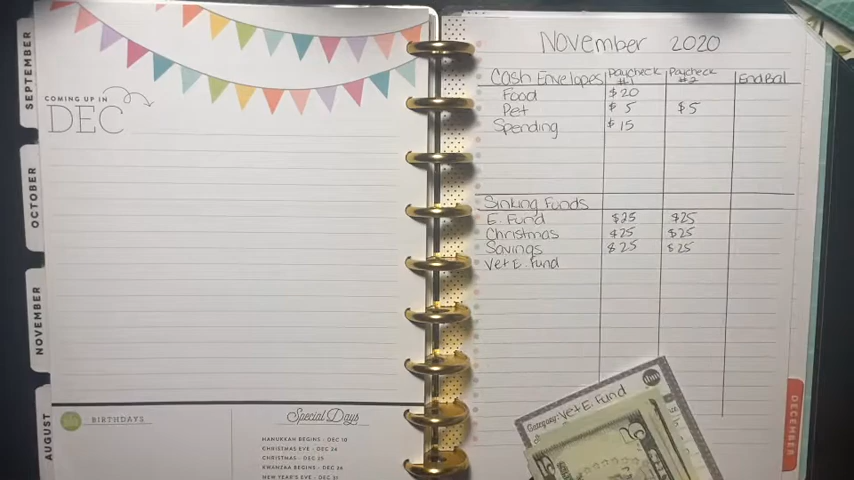 SEPTEMBER
OCTOBER
NOVEMBER
AUGUST
COMING UP IN
DEC
BIRTHDAYS
Special Days
HANUKKAH BEGINS - DEC 10
CHRISTMAS EVE - DEC 24
CHRISTMAS - DEC 25
KWANZAA BEGINS - DEC 26
NEW YEAR'S EVE - DEC 31
November 2020
Cash Envelopes Paycheck #1 Paycheck #2 End Bal
Food $20
Pet $5 $5
Spending $15
Sinking Funds
E. Fund $25 $25
Christmas $25 $25
Savings $25 $25
Vet E. Fund
Category: Vet E. Fund
5
DECEMBER